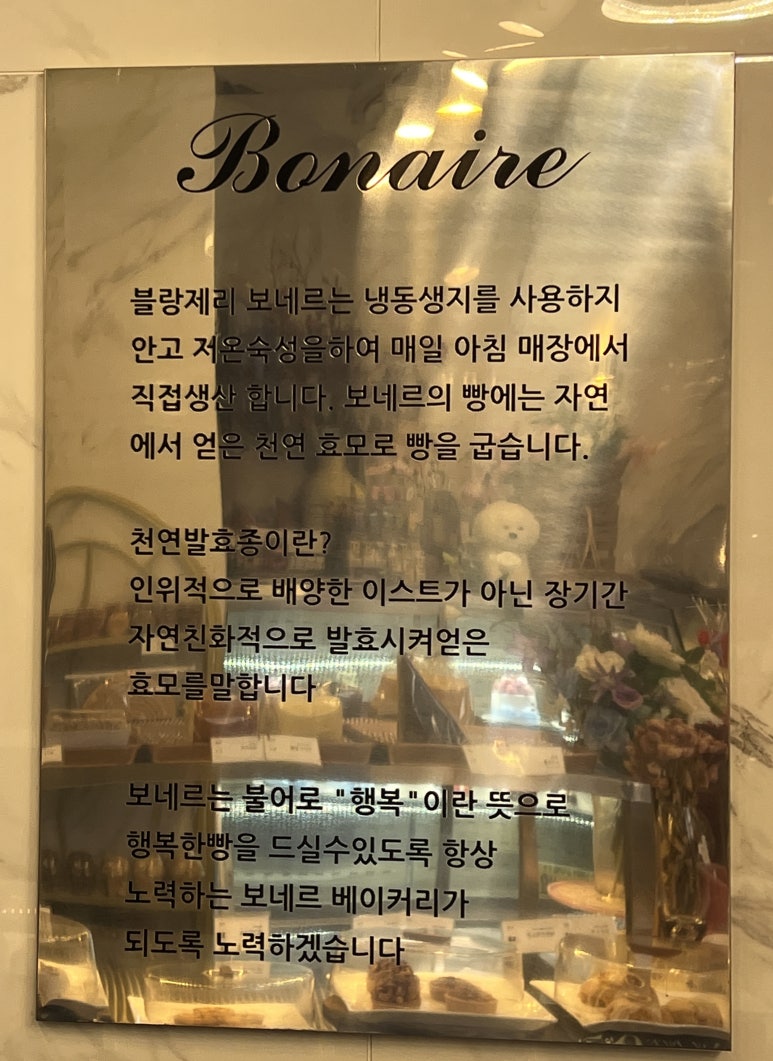 Bonaire
블랑제리 보네르는 냉동생지를 사용하지
안고 저온숙성을하여 매일 아침 매장에서
직접생산 합니다. 보네르의 빵에는 자연
에서 얻은 천연 효모로 빵을 굽습니다.
천연발효종이란?
인위적으로 배양한 이스트가 아닌 장기간
자연친화적으로 발효시켜얻은
효모를말합니다
보네르는 불어로 "행복"이란 뜻으로
행복한빵을 드실수있도록 항상
노력하는 보네르 베이커리가
되도록 노력하겠습니다